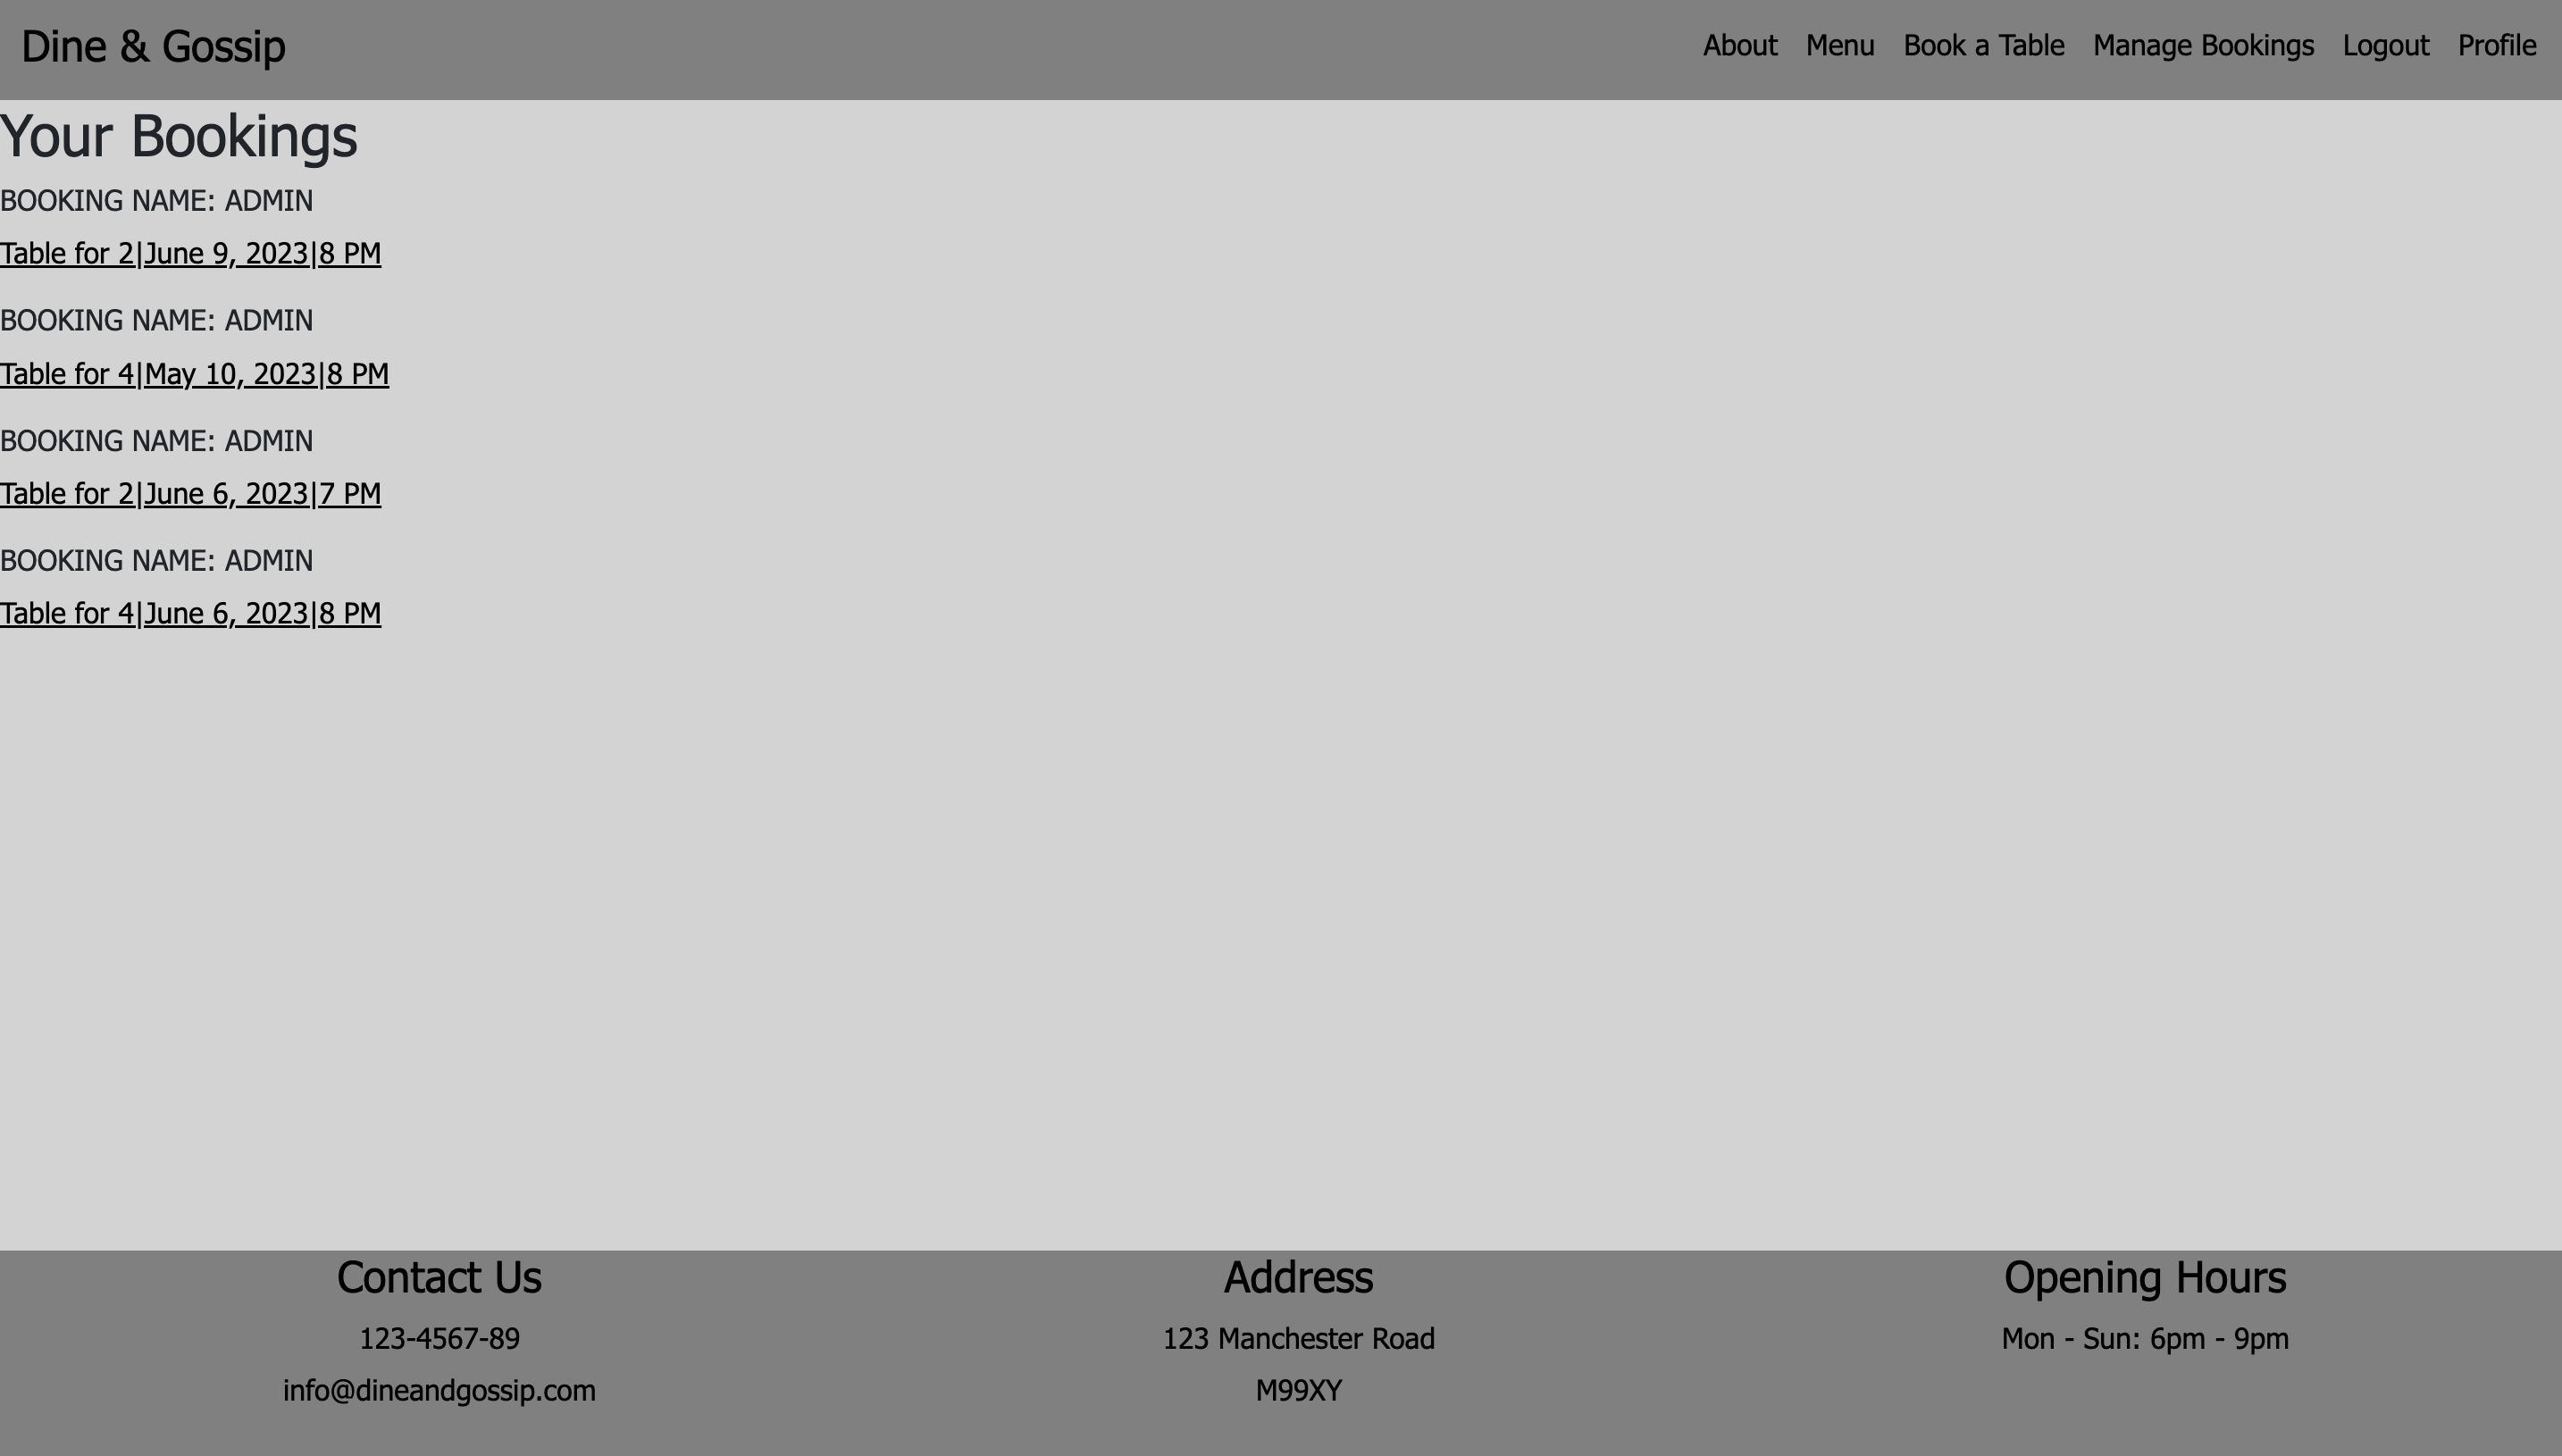 Dine & Gossip
About Menu Book a Table Manage Bookings Logout Profile
Your Bookings
BOOKING NAME: ADMIN
Table for 2|June 9, 2023|8 PM
BOOKING NAME: ADMIN
Table for 4|May 10, 2023|8 PM
BOOKING NAME: ADMIN
Table for 2|June 6, 2023|7 PM
BOOKING NAME: ADMIN
Table for 4|June 6, 2023|8 PM
Contact Us
123-4567-89
info@dineandgossip.com
Address
123 Manchester Road
M99XY
Opening Hours
Mon - Sun: 6pm - 9pm